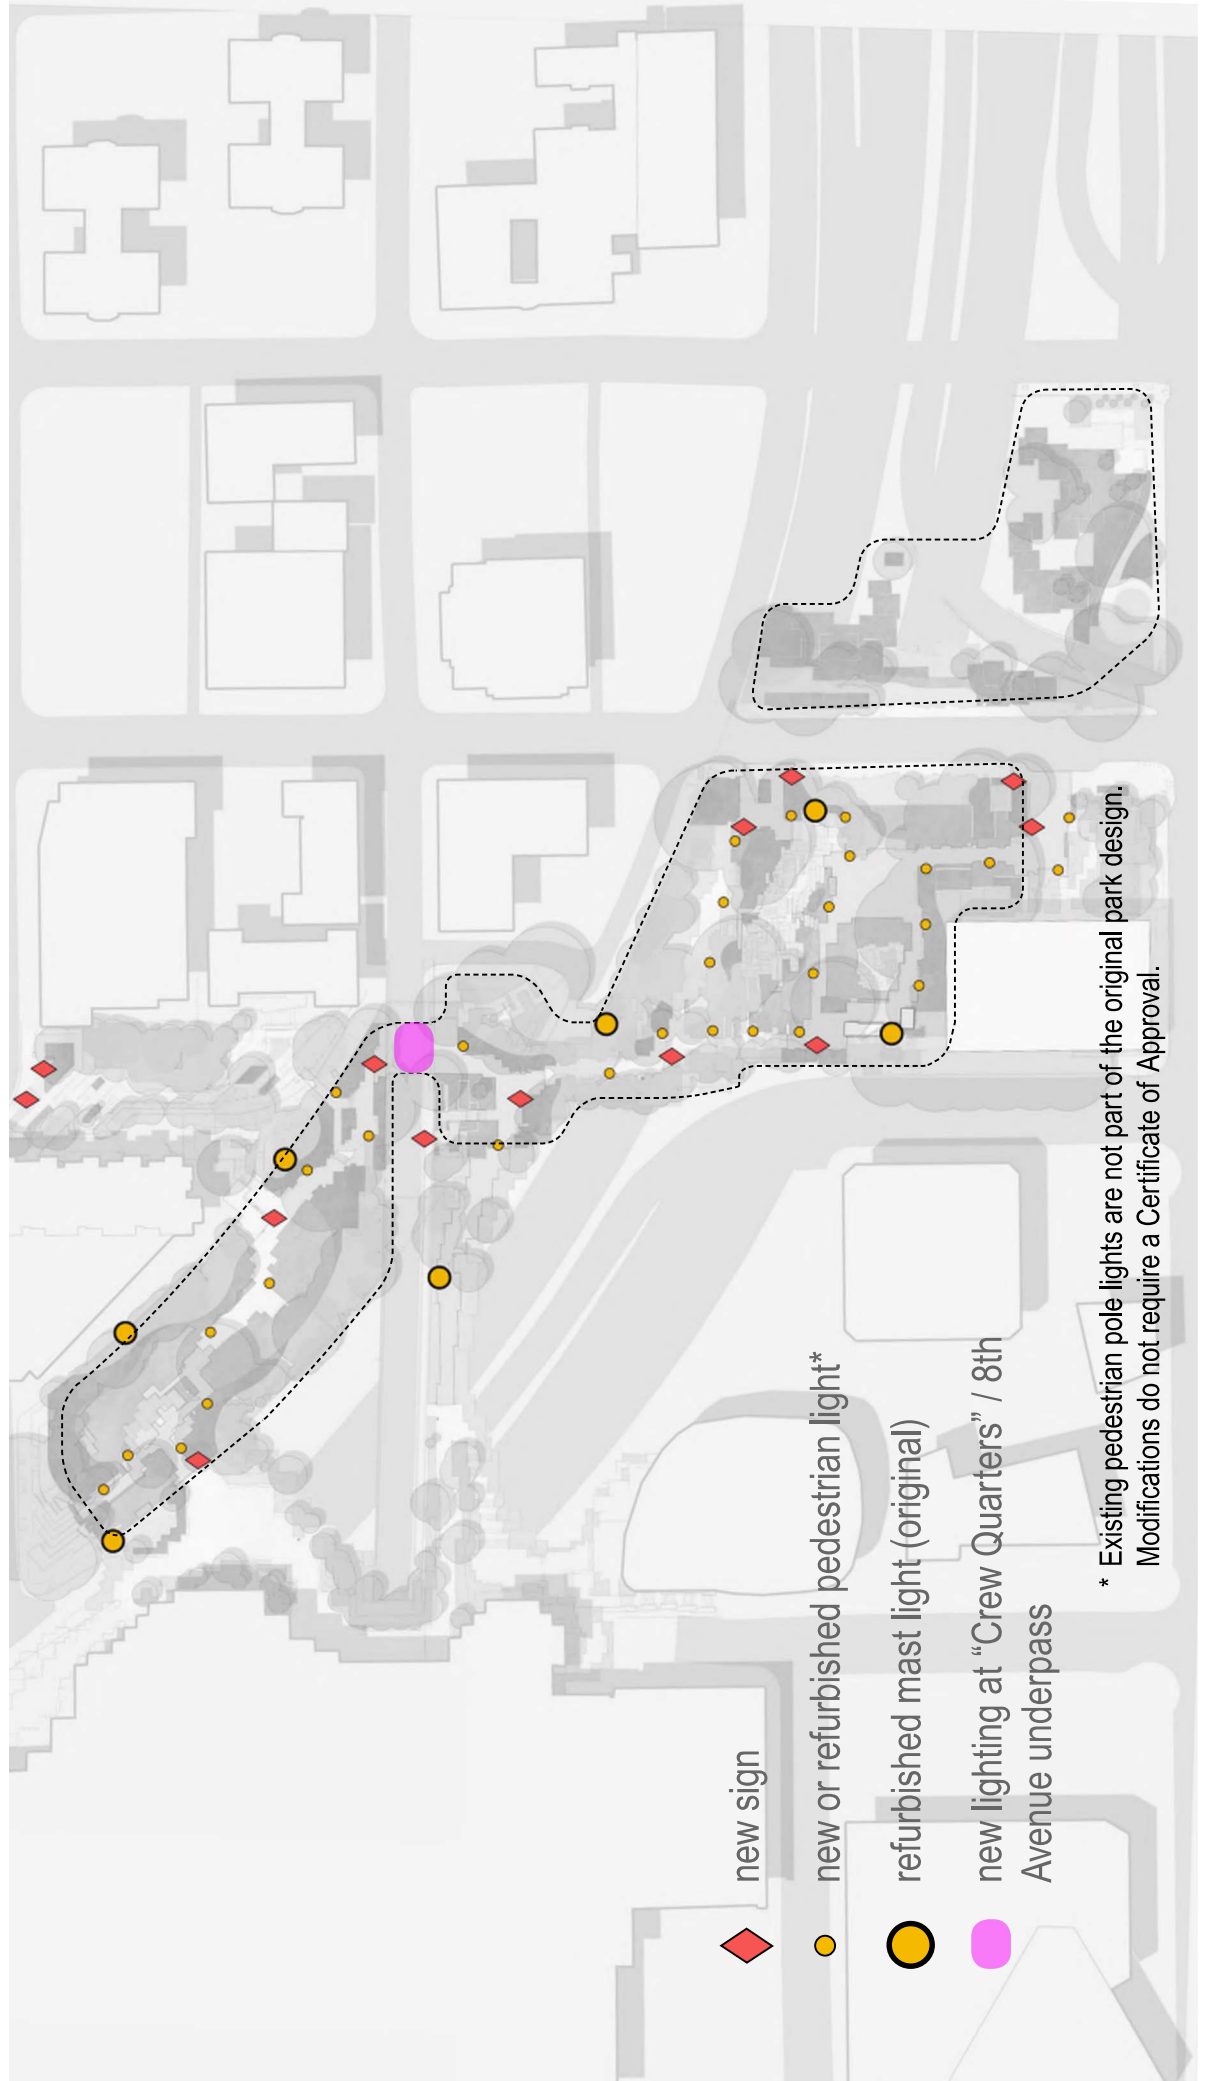 new sign
new or refurbished pedestrian light*
refurbished mast light (original)
new lighting at “Crew Quarters” / 8th
Avenue underpass
* Existing pedestrian pole lights are not part of the original park design.
Modifications do not require a Certificate of Approval.